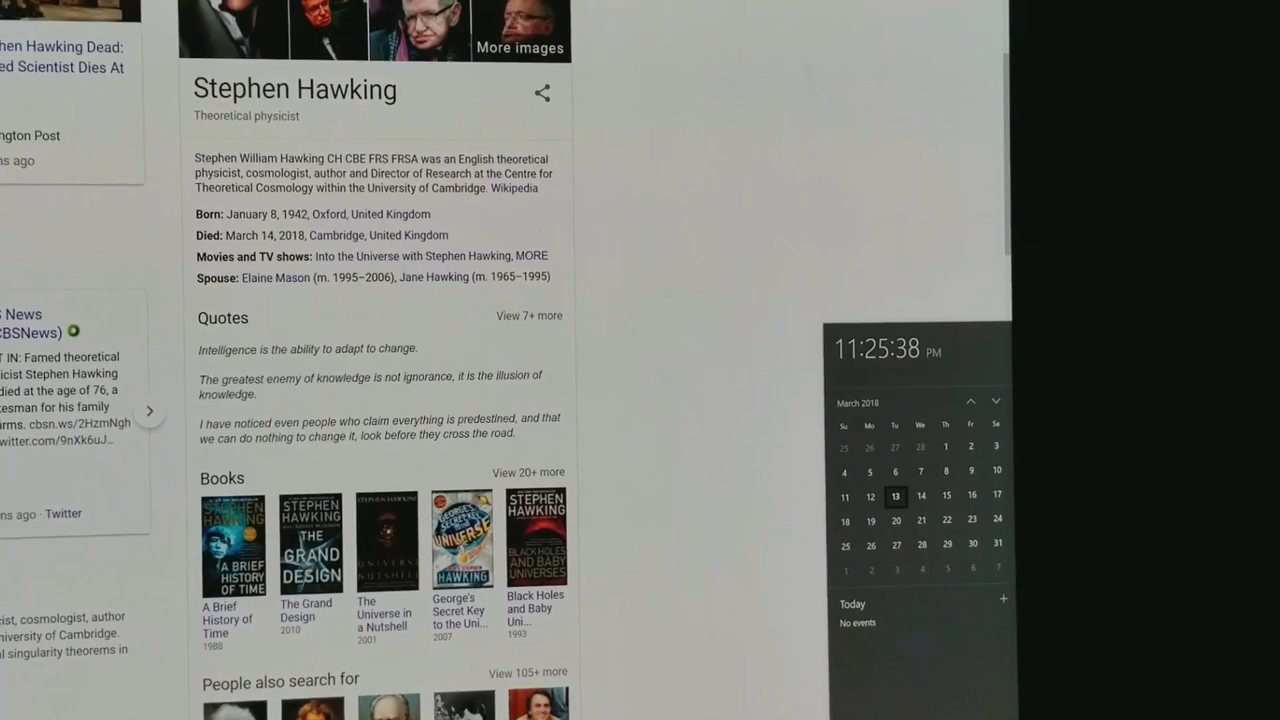 hen Hawking Dead:
ed Scientist Dies At
ngton Post
ns ago
S News
CBSNews)
T IN: Famed theoretical
icist Stephen Hawking
died at the age of 76, a
esman for his family
irms. cbsn.ws/2HzmNgh
witter.com/9nXk6uJ…
ns ago · Twitter
cist, cosmologist, author
niversity of Cambridge.
al singularity theorems in
More images
Stephen Hawking
Theoretical physicist
Stephen William Hawking CH CBE FRS FRSA was an English theoretical
physicist, cosmologist, author and Director of Research at the Centre for
Theoretical Cosmology within the University of Cambridge. Wikipedia
Born: January 8, 1942, Oxford, United Kingdom
Died: March 14, 2018, Cambridge, United Kingdom
Movies and TV shows: Into the Universe with Stephen Hawking, MORE
Spouse: Elaine Mason (m. 1995–2006), Jane Hawking (m. 1965–1995)
Quotes View 7+ more
Intelligence is the ability to adapt to change.
The greatest enemy of knowledge is not ignorance, it is the illusion of
knowledge.
I have noticed even people who claim everything is predestined, and that
we can do nothing to change it, look before they cross the road.
Books View 20+ more
STEPHEN
HAWKING
A BRIEF
HISTORY
OF TIME
STEPHEN
HAWKING
THE
GRAND
DESIGN
STEPHEN HAWKING
UNIVERSE
NUTSHELL
GEORGE'S
SECRET KEY
UNIVERSE
HAWKING
STEPHEN
HAWKING
BLACK HOLES
AND BABY
UNIVERSES
A Brief
History of
Time
1988
The Grand
Design
2010
The
Universe in
a Nutshell
2001
George's
Secret Key
to the Uni...
2007
Black Holes
and Baby
Uni...
1993
People also search for View 105+ more
11:25:38 PM
March 2018
Su Mo Tu We Th Fr Sa
25 26 27 28 1 2 3
4 5 6 7 8 9 10
11 12 13 14 15 16 17
18 19 20 21 22 23 24
25 26 27 28 29 30 31
1 2 3 4 5 6 7
Today +
No events